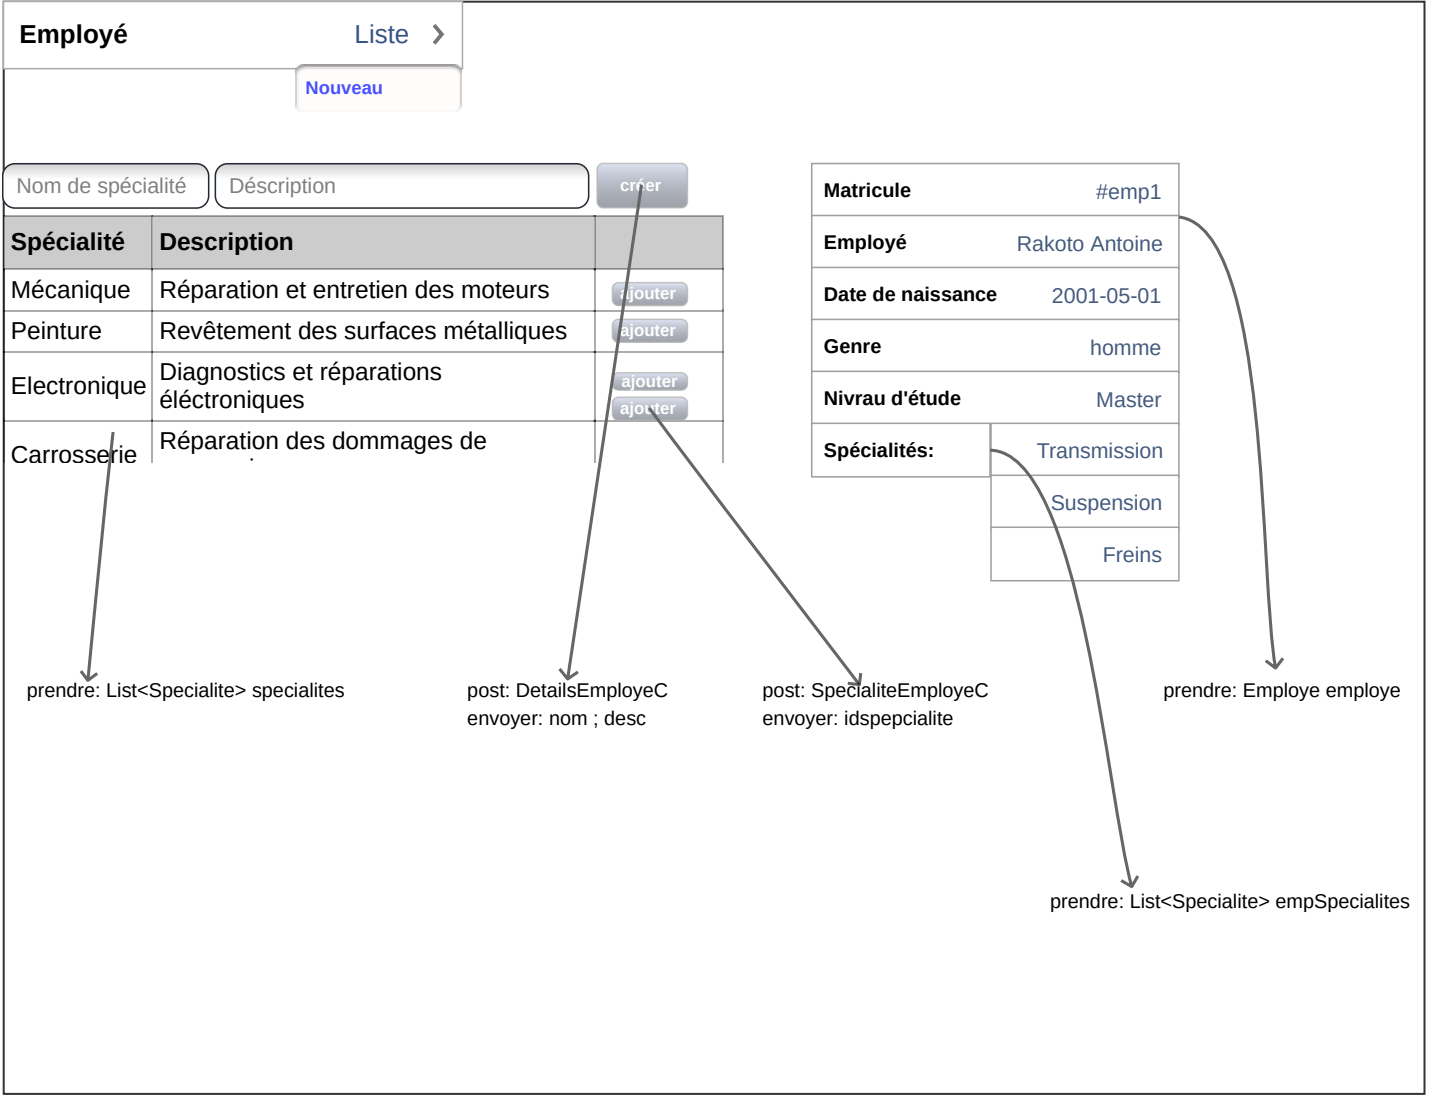 Employé Liste
Nouveau
Nom de spécialité Déscription créer
Spécialité Description
Mécanique Réparation et entretien des moteurs ajouter
Peinture Revêtement des surfaces métalliques ajouter
Electronique Diagnostics et réparations
éléctroniques ajouter
ajouter
Carrosserie Réparation des dommages de
Matricule #emp1
Employé Rakoto Antoine
Date de naissance 2001-05-01
Genre homme
Nivrau d'étude Master
Spécialités: Transmission
Suspension
Freins
prendre: List<Specialite> specialites
post: DetailsEmployeC
envoyer: nom ; desc
post: SpecialiteEmployeC
envoyer: idspepcialite
prendre: Employe employe
prendre: List<Specialite> empSpecialites